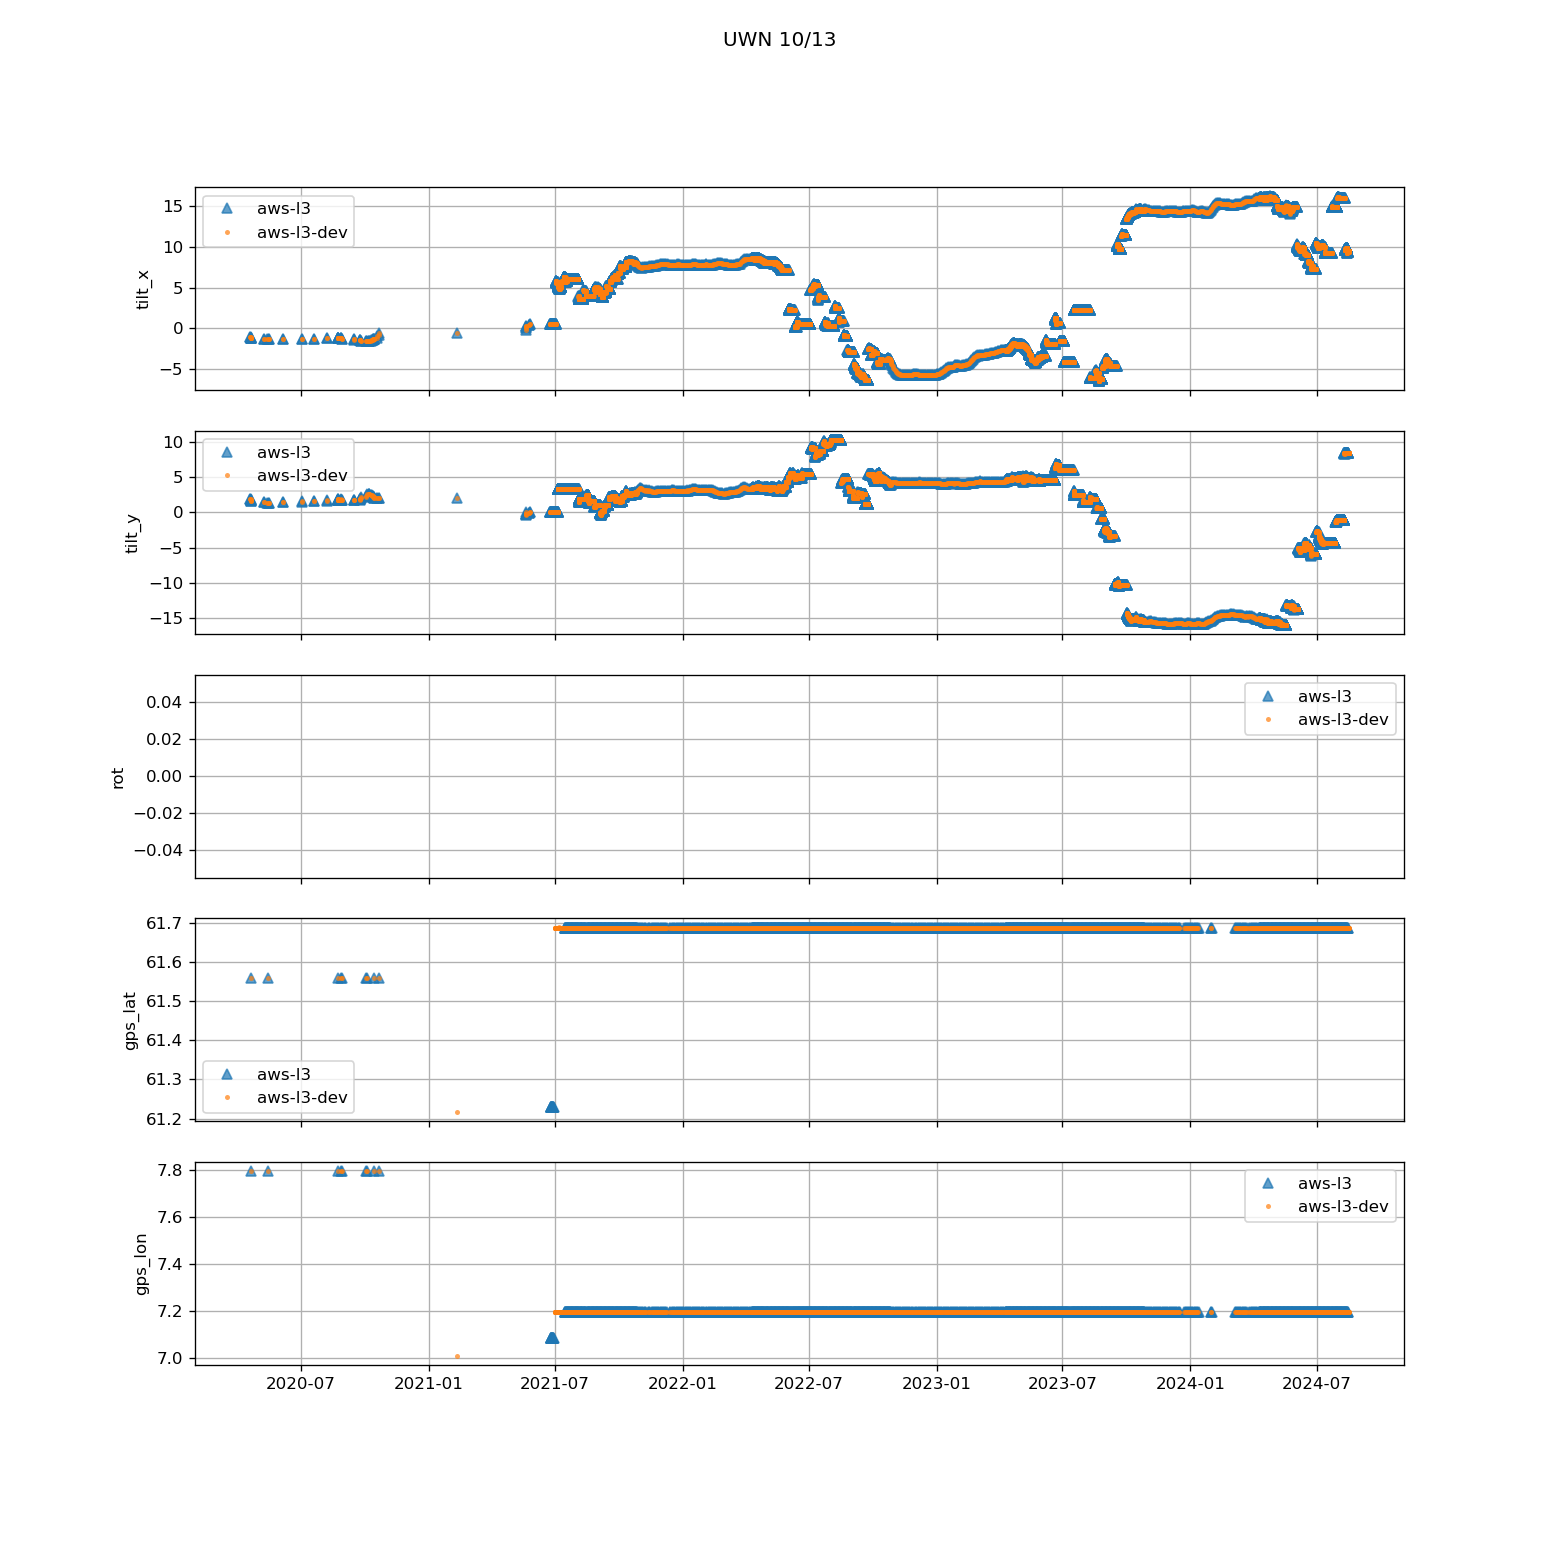 UWN 10/13
aws-l3
aws-l3-dev
15
10
5
0
−5
tilt_x
aws-l3
aws-l3-dev
10
5
0
−5
−10
−15
tilt_y
aws-l3
aws-l3-dev
0.04
0.02
0.00
−0.02
−0.04
rot
61.7
61.6
61.5
61.4
61.3
61.2
gps_lat
aws-l3
aws-l3-dev
7.8
7.6
7.4
7.2
7.0
gps_lon
aws-l3
aws-l3-dev
2020-07 2021-01 2021-07 2022-01 2022-07 2023-01 2023-07 2024-01 2024-07